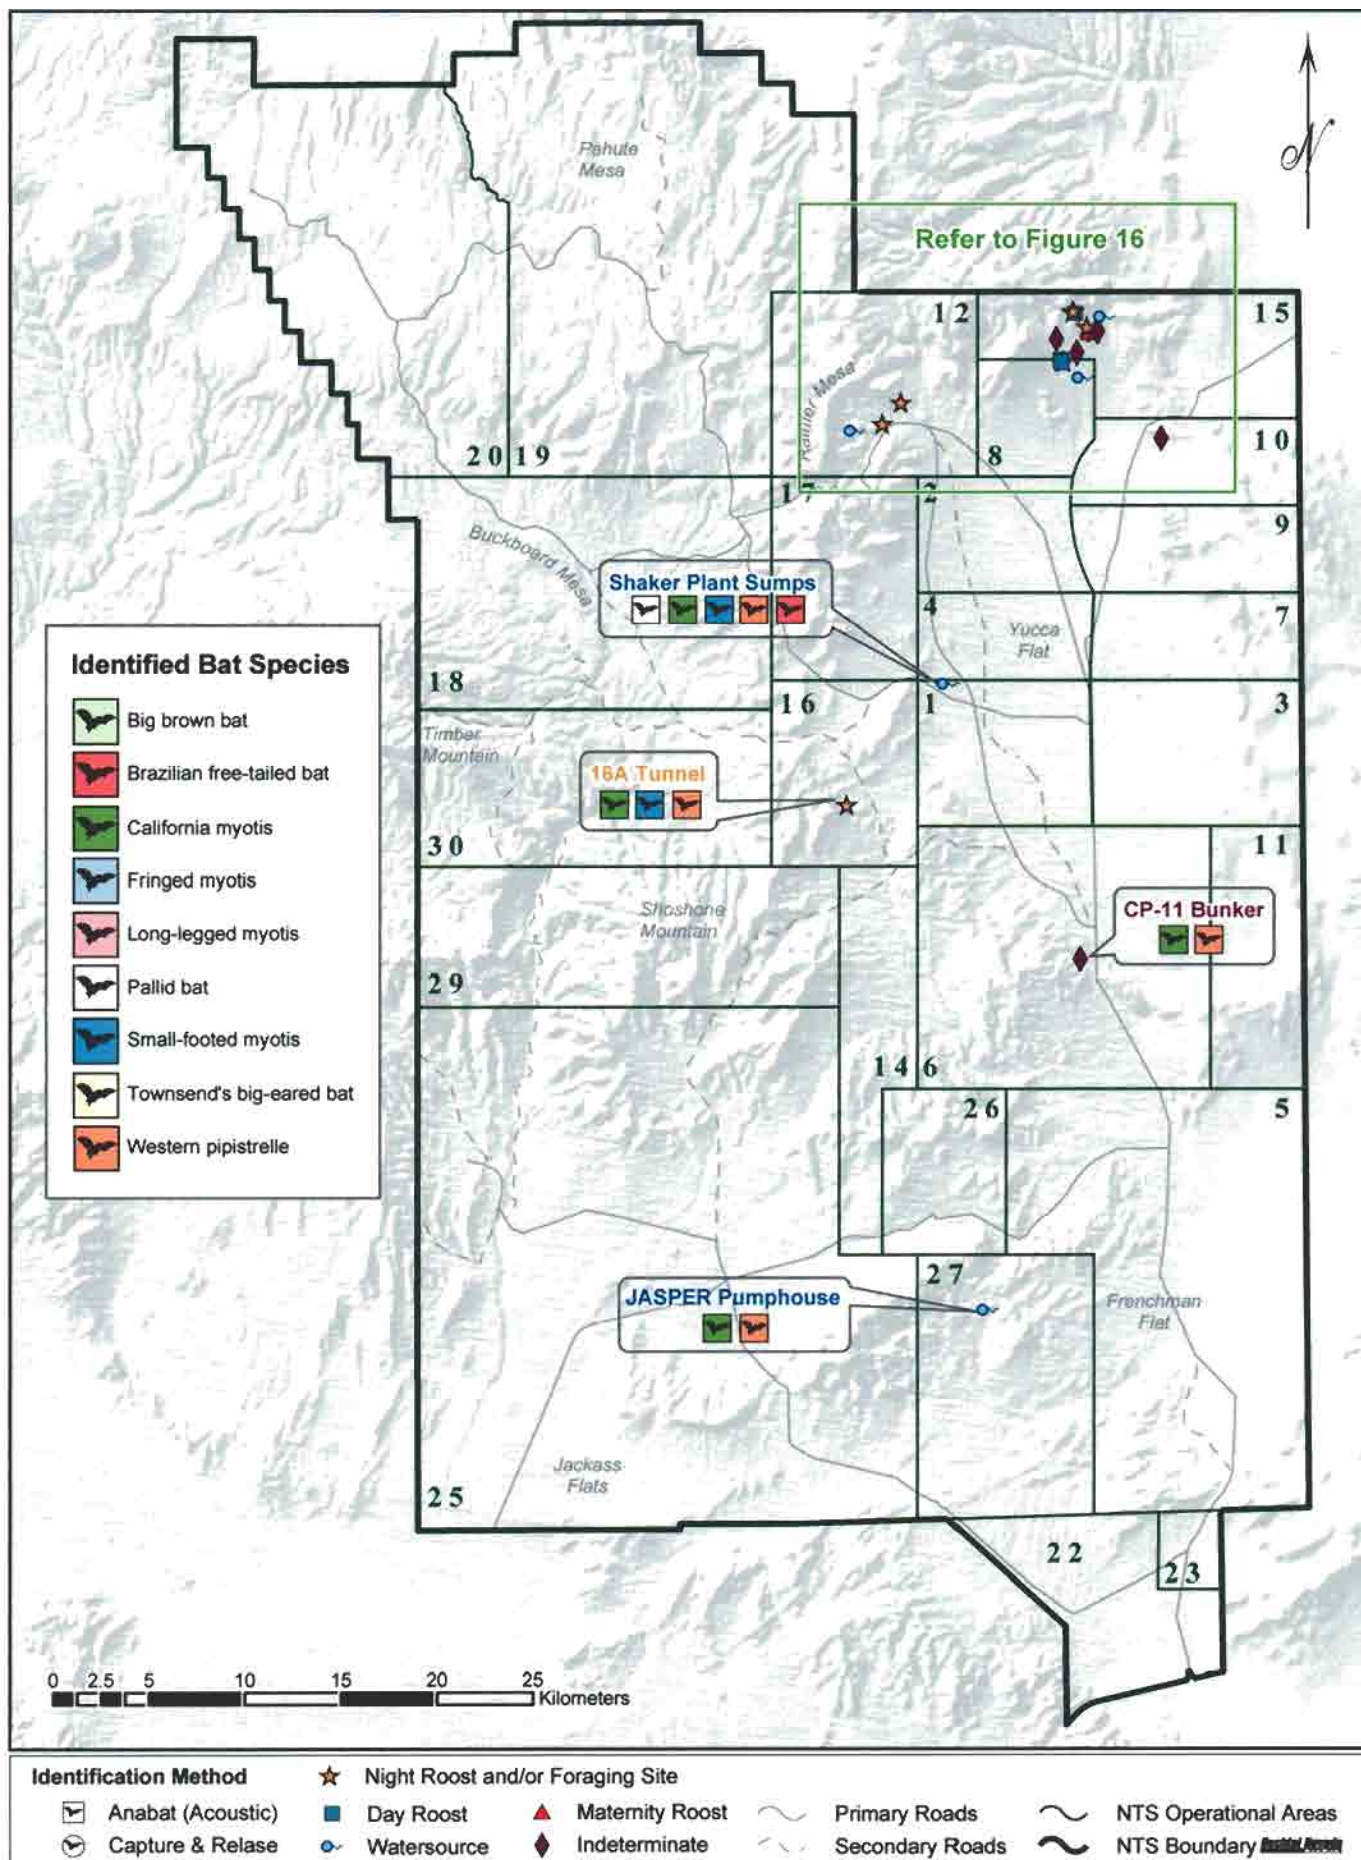 Pahute
Mesa
N
Refer to Figure 16
12
15
Rainier Mesa
20
19
8
10
2
9
Buckboard Mesa
Shaker Plant Sumps
4
Yucca
Flat
7
Identified Bat Species
Big brown bat
Brazilian free-tailed bat
California myotis
Fringed myotis
Long-legged myotis
Pallid bat
Small-footed myotis
Townsend's big-eared bat
Western pipistrelle
18
16
1
3
Timber
Mountain
16A Tunnel
30
11
Shoshone
Mountain
CP-11 Bunker
29
14
6
26
5
27
JASPER Pumphouse
Frenchman
Flat
Jackass
Flats
25
22
23
0 2.5 5 10 15 20 25
Kilometers
Identification Method
Night Roost and/or Foraging Site
Anabat (Acoustic) Day Roost Maternity Roost Primary Roads NTS Operational Areas
Capture & Relase Watersource Indeterminate Secondary Roads NTS Boundary